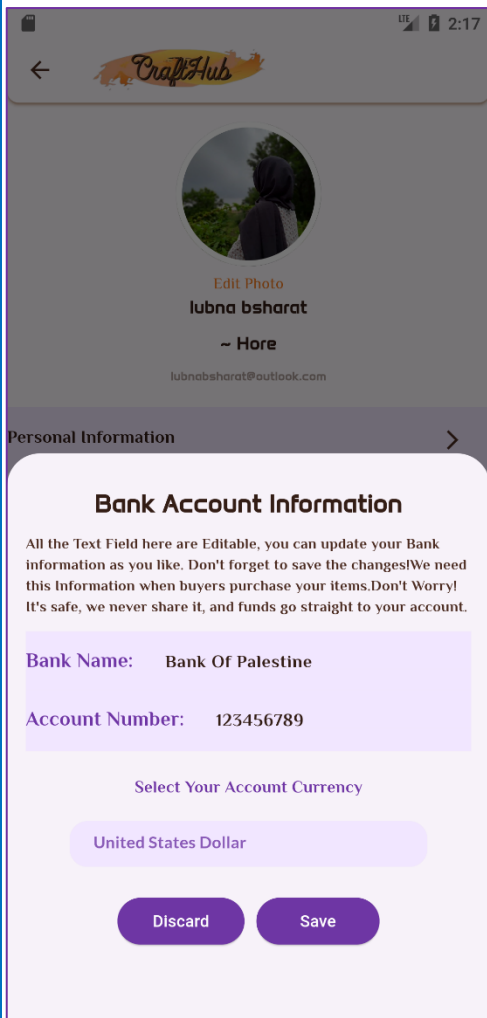 LTE 2:17
CraftHub
Edit Photo
lubna bsharat
~ Hore
lubnabsharat@outlook.com
Personal Information
Bank Account Information
All the Text Field here are Editable, you can update your Bank
information as you like. Don't forget to save the changes!We need
this Information when buyers purchase your items.Don't Worry!
It's safe, we never share it, and funds go straight to your account.
Bank Name: Bank Of Palestine
Account Number: 123456789
Select Your Account Currency
United States Dollar
Discard Save